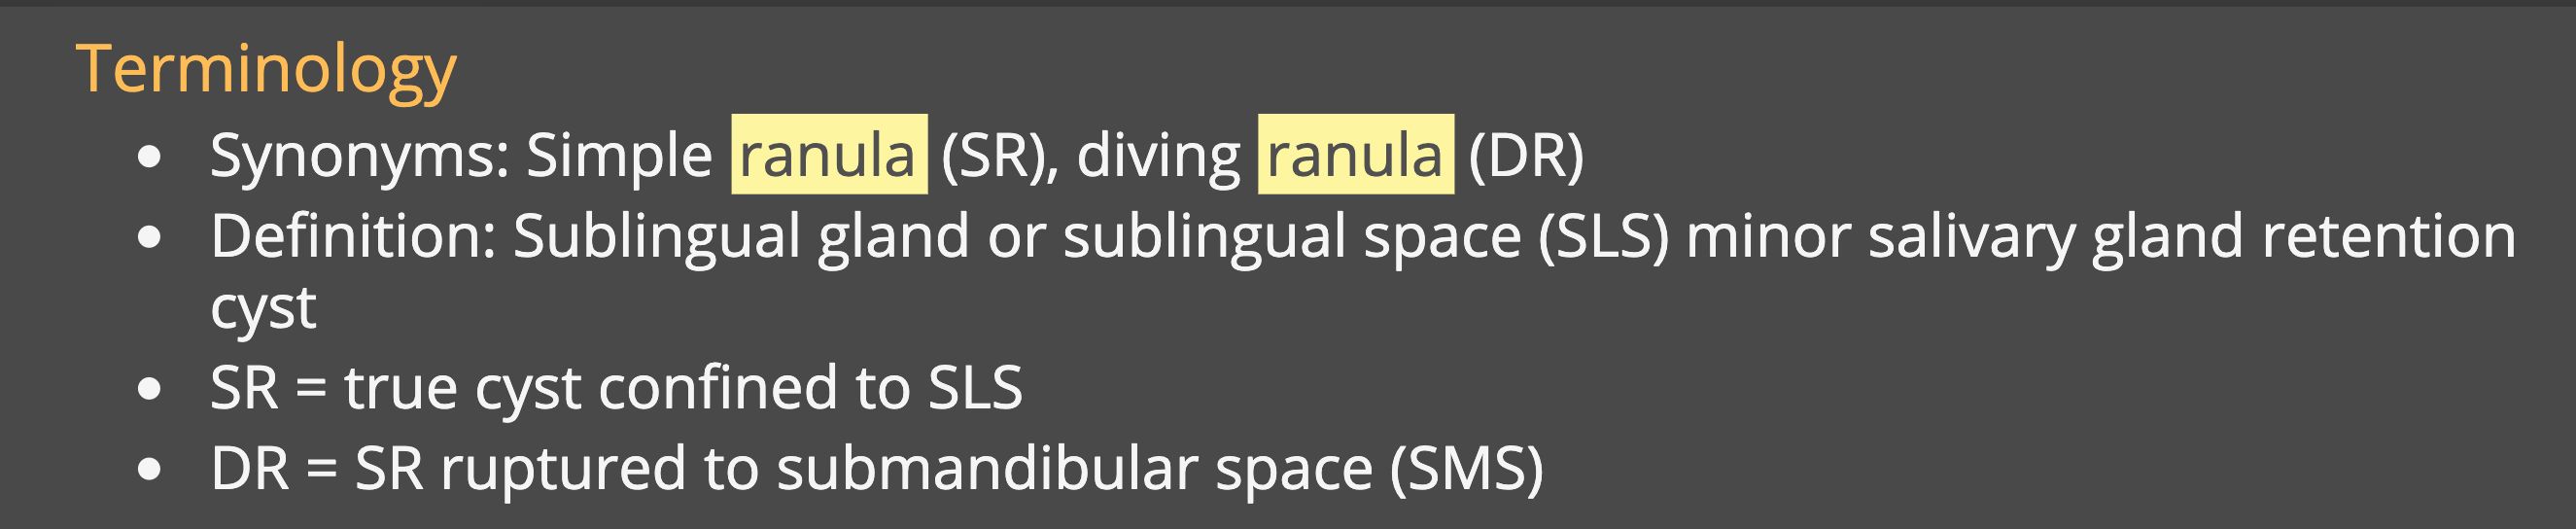 Terminology
• Synonyms: Simple ranula (SR), diving ranula (DR)
• Definition: Sublingual gland or sublingual space (SLS) minor salivary gland retention
cyst
• SR = true cyst confined to SLS
• DR = SR ruptured to submandibular space (SMS)